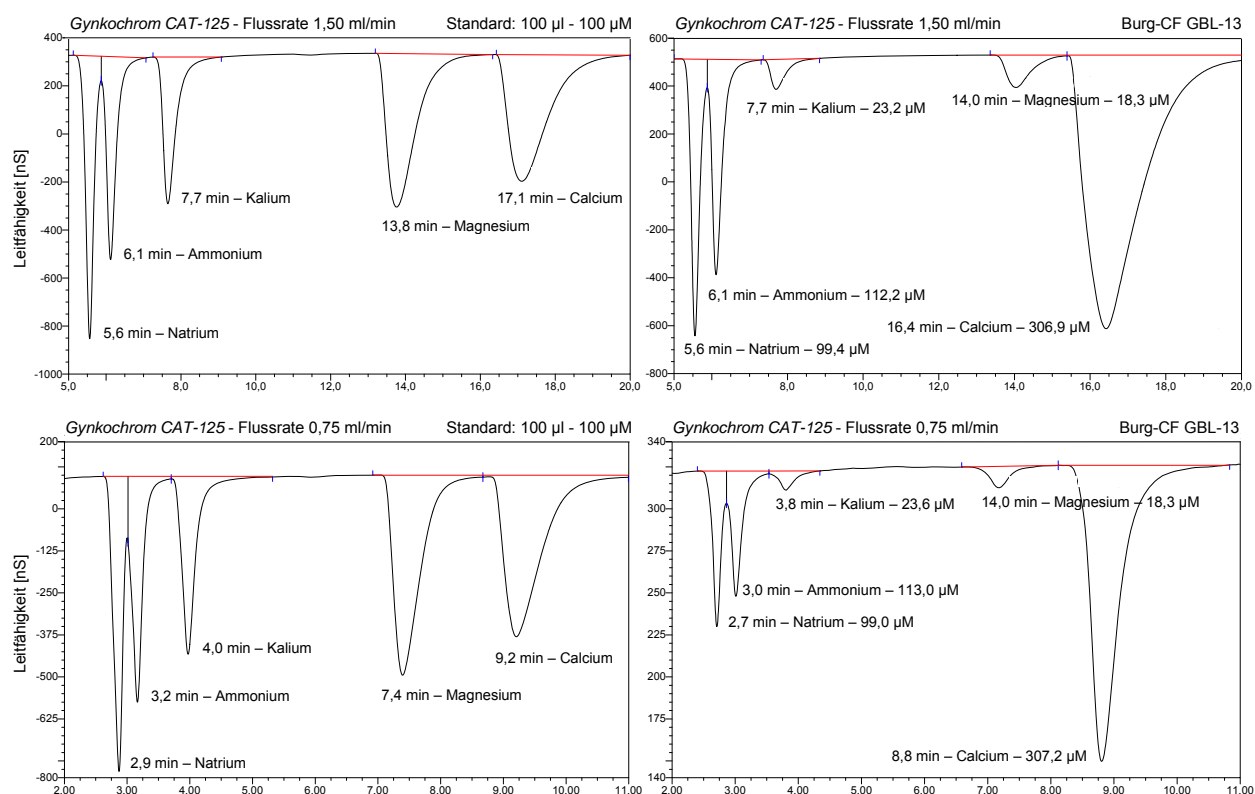 Gynkochrom CAT-125 - Flussrate 1,50 ml/min Standard: 100 µl - 100 µM
Leitfähigkeit [nS]
400
200
0
-200
-400
-600
-800
-1000
7,7 min – Kalium
17,1 min – Calcium
13,8 min – Magnesium
6,1 min – Ammonium
5,6 min – Natrium
5,0 8,0 10,0 12,0 14,0 16,0 18,0 20,0
Gynkochrom CAT-125 - Flussrate 1,50 ml/min Burg-CF GBL-13
600
400
200
0
-200
-400
-600
-800
7,7 min – Kalium – 23,2 µM
14,0 min – Magnesium – 18,3 µM
6,1 min – Ammonium – 112,2 µM
16,4 min – Calcium – 306,9 µM
5,6 min – Natrium – 99,4 µM
5,0 8,0 10,0 12,0 14,0 16,0 18,0 20,0
Gynkochrom CAT-125 - Flussrate 0,75 ml/min Standard: 100 µl - 100 µM
Leitfähigkeit [nS]
200
0
-125
-250
-375
-500
-625
-800
4,0 min – Kalium
9,2 min – Calcium
3,2 min – Ammonium
7,4 min – Magnesium
2,9 min – Natrium
2.00 3.00 4.00 5.00 6.00 7.00 8.00 9.00 10.00 11.00
Gynkochrom CAT-125 - Flussrate 0,75 ml/min Burg-CF GBL-13
340
300
275
250
225
200
175
140
3,8 min – Kalium – 23,6 µM
14,0 min – Magnesium – 18,3 µM
3,0 min – Ammonium – 113,0 µM
2,7 min – Natrium – 99,0 µM
8,8 min – Calcium – 307,2 µM
2.00 3.00 4.00 5.00 6.00 7.00 8.00 9.00 10.00 11.00